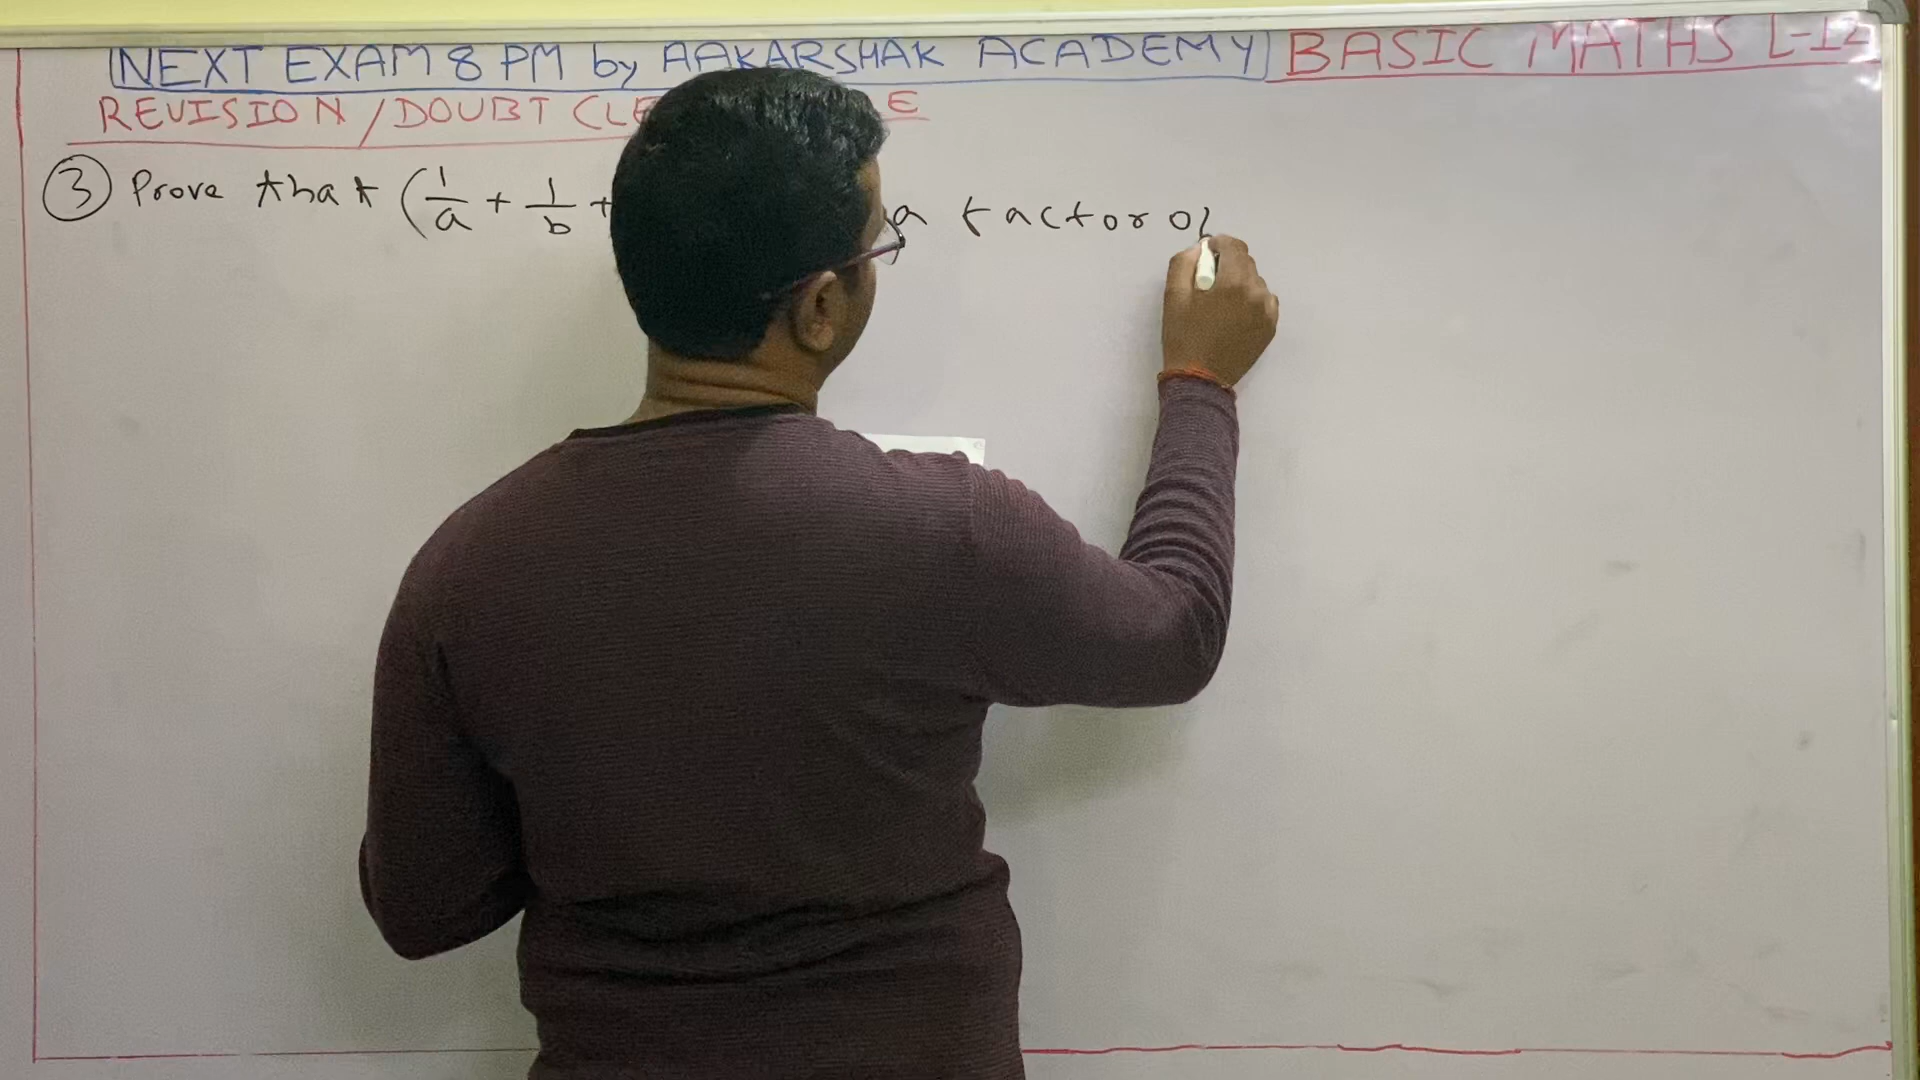 NEXT EXAM 8 PM by AAKARSHAK ACADEMY BASIC MATHS L-12
REVISION / DOUBT
③ Prove that (1/a + 1/b + a factor of